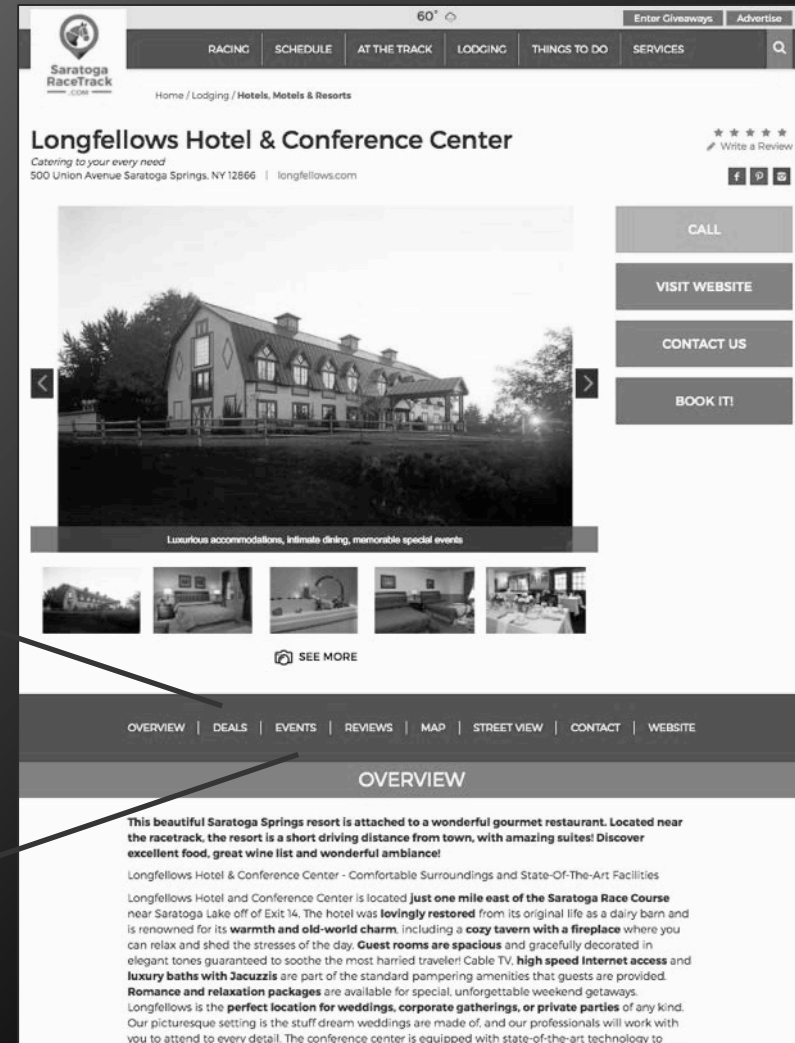 60°
Enter Giveaways
Advertise
Saratoga
RaceTrack
.COM
RACING
SCHEDULE
AT THE TRACK
LODGING
THINGS TO DO
SERVICES
Home / Lodging / Hotels, Motels & Resorts
Longfellows Hotel & Conference Center
Catering to your every need
500 Union Avenue Saratoga Springs, NY 12866 | longfellows.com
Write a Review
CALL
VISIT WEBSITE
CONTACT US
BOOK IT!
Luxurious accommodations, intimate dining, memorable special events
SEE MORE
OVERVIEW | DEALS | EVENTS | REVIEWS | MAP | STREET VIEW | CONTACT | WEBSITE
OVERVIEW
This beautiful Saratoga Springs resort is attached to a wonderful gourmet restaurant. Located near
the racetrack, the resort is a short driving distance from town, with amazing suites! Discover
excellent food, great wine list and wonderful ambiance!
Longfellows Hotel & Conference Center - Comfortable Surroundings and State-Of-The-Art Facilities
Longfellows Hotel and Conference Center is located just one mile east of the Saratoga Race Course
near Saratoga Lake off of Exit 14. The hotel was lovingly restored from its original life as a dairy barn and
is renowned for its warmth and old-world charm, including a cozy tavern with a fireplace where you
can relax and shed the stresses of the day. Guest rooms are spacious and gracefully decorated in
elegant tones guaranteed to soothe the most harried traveler! Cable TV, high speed Internet access and
luxury baths with Jacuzzis are part of the standard pampering amenities that guests are provided.
Romance and relaxation packages are available for special, unforgettable weekend getaways.
Longfellows is the perfect location for weddings, corporate gatherings, or private parties of any kind.
Our picturesque setting is the stuff dream weddings are made of, and our professionals will work with
you to attend to every detail. The conference center is equipped with state-of-the-art technology to